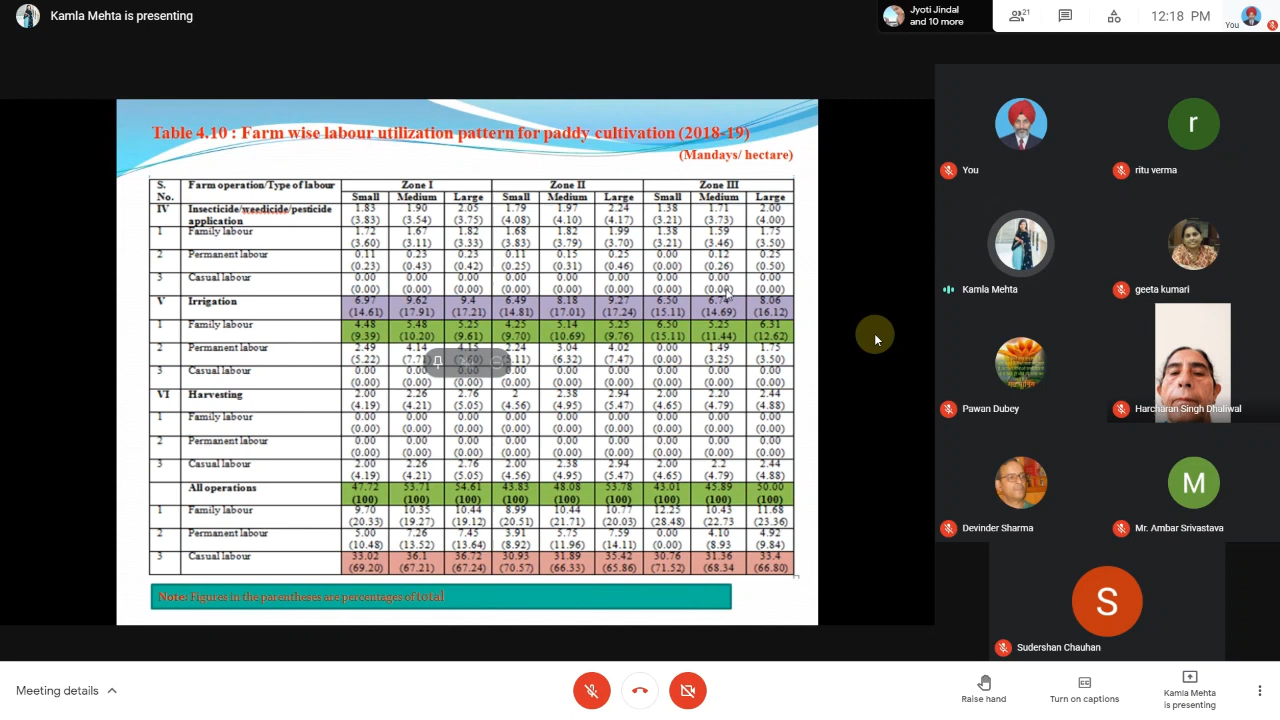 Kamla Mehta is presenting
Jyoti Jindal
and 10 more
21
12:18 PM
You
Table 4.10 : Farm wise labour utilization pattern for paddy cultivation (2018-19)
(Mandays/ hectare)
S. No. Farm operation/Type of labour Zone I Zone II Zone III
Small Medium Large Small Medium Large Small Medium Large
IV Insecticide/weedicide/pesticide application 1.83 1.90 2.05 1.79 1.97 2.24 1.38 1.71 2.00
(3.83) (3.54) (3.75) (4.08) (4.10) (4.17) (3.21) (3.73) (4.00)
1 Family labour 1.72 1.67 1.82 1.68 1.82 1.99 1.38 1.59 1.75
(3.60) (3.11) (3.33) (3.83) (3.79) (3.70) (3.21) (3.46) (3.50)
2 Permanent labour 0.11 0.23 0.23 0.11 0.15 0.25 0.00 0.12 0.25
(0.23) (0.43) (0.42) (0.25) (0.31) (0.46) (0.00) (0.26) (0.50)
3 Casual labour 0.00 0.00 0.00 0.00 0.00 0.00 0.00 0.00 0.00
(0.00) (0.00) (0.00) (0.00) (0.00) (0.00) (0.00) (0.00) (0.00)
V Irrigation 6.97 9.62 9.4 6.49 8.18 9.27 6.50 6.74 8.06
(14.61) (17.91) (17.21) (14.81) (17.01) (17.24) (15.11) (14.69) (16.12)
1 Family labour 4.48 5.48 5.25 4.25 5.14 5.25 6.50 5.25 6.31
(9.39) (10.20) (9.61) (9.70) (10.69) (9.76) (15.11) (11.44) (12.62)
2 Permanent labour 2.49 4.14 4.15 2.24 3.04 4.02 0.00 1.49 1.75
(5.22) (7.71) (6.32) (7.47) (0.00) (3.25) (3.50)
3 Casual labour 0.00 0.00 0.00 0.00 0.00 0.00 0.00 0.00 0.00
(0.00) (0.00) (0.00) (0.00) (0.00) (0.00) (0.00) (0.00) (0.00)
VI Harvesting 2.00 2.26 2.76 2 2.38 2.94 2.00 2.20 2.44
(4.19) (4.21) (5.05) (4.56) (4.95) (5.47) (4.65) (4.79) (4.88)
1 Family labour 0.00 0.00 0.00 0.00 0.00 0.00 0.00 0.00 0.00
(0.00) (0.00) (0.00) (0.00) (0.00) (0.00) (0.00) (0.00) (0.00)
2 Permanent labour 0.00 0.00 0.00 0.00 0.00 0.00 0.00 0.00 0.00
(0.00) (0.00) (0.00) (0.00) (0.00) (0.00) (0.00) (0.00) (0.00)
3 Casual labour 2.00 2.26 2.76 2.00 2.38 2.94 2.00 2.2 2.44
(4.19) (4.21) (5.05) (4.56) (4.95) (5.47) (4.65) (4.79) (4.88)
All operations 47.72 53.71 54.61 43.83 48.08 53.78 43.01 45.89 50.00
(100) (100) (100) (100) (100) (100) (100) (100) (100)
1 Family labour 9.70 10.35 10.44 8.99 10.44 10.77 12.25 10.43 11.68
(20.33) (19.27) (19.12) (20.51) (21.71) (20.03) (28.48) (22.73 (23.36)
2 Permanent labour 5.00 7.26 7.45 3.91 5.75 7.59 0.00 4.10 4.92
(10.48) (13.52) (13.64) (8.92) (11.96) (14.11) (0.00) (8.93 (9.84)
3 Casual labour 33.02 36.1 36.72 30.93 31.89 35.42 30.76 31.36 33.4
(69.20) (67.21) (67.24) (70.57) (66.33) (65.86) (71.52) (68.34 (66.80)
Note: Figures in the parentheses are percentages of total
You
r
ritu verma
Kamla Mehta
geeta kumari
Pawan Dubey
Harcharan Singh Dhaliwal
Devinder Sharma
M
Mr. Ambar Srivastava
S
Sudershan Chauhan
Meeting details
Raise hand
Turn on captions
Kamla Mehta
is presenting